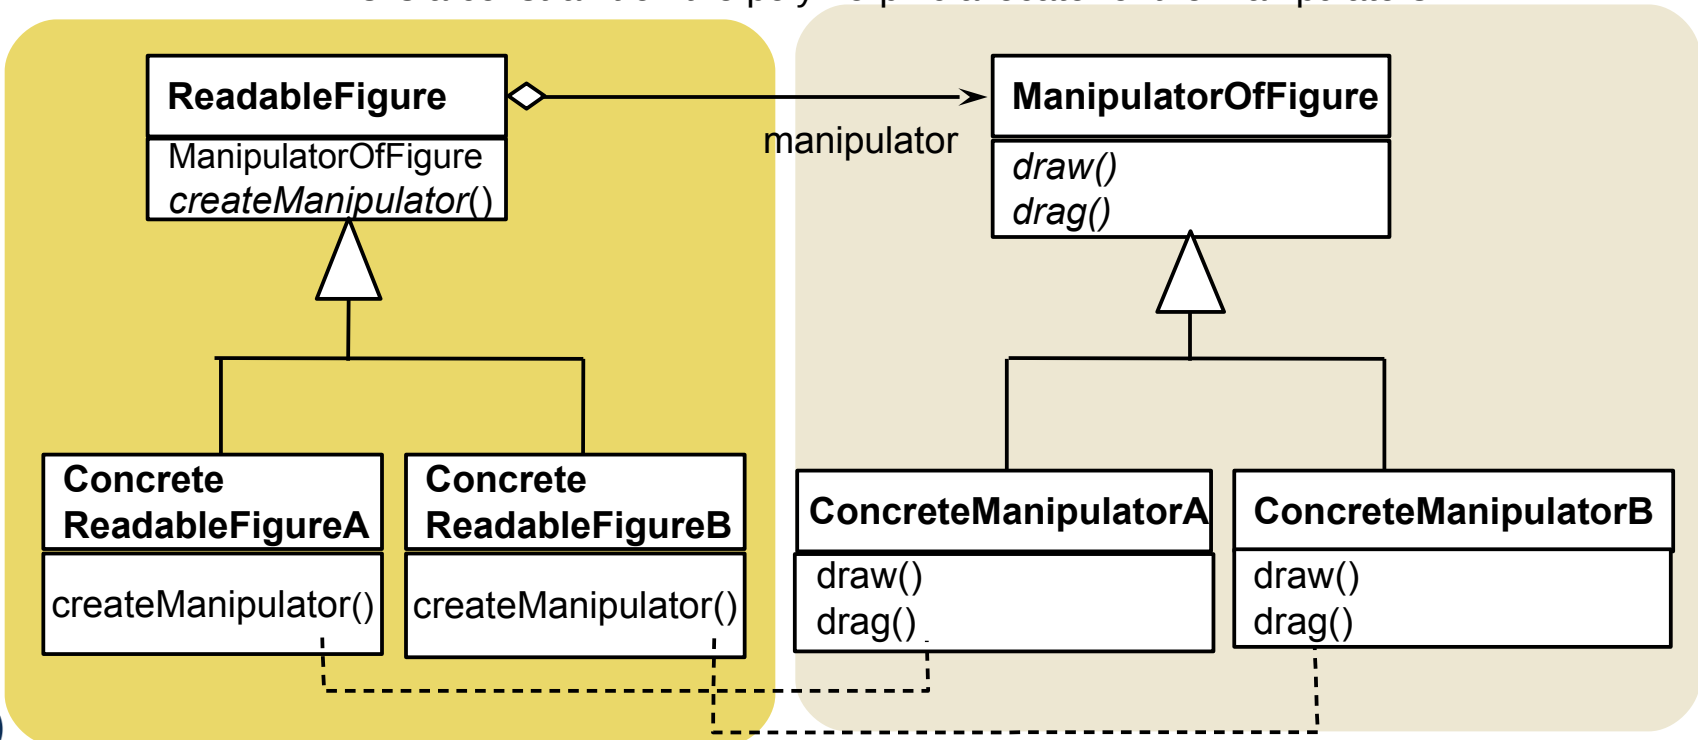 ReadableFigure
ManipulatorOfFigure
createManipulator()
manipulator
ManipulatorOfFigure
draw()
drag()
Concrete
ReadableFigureA
createManipulator()
Concrete
ReadableFigureB
createManipulator()
ConcreteManipulatorA
draw()
drag()
ConcreteManipulatorB
draw()
drag()